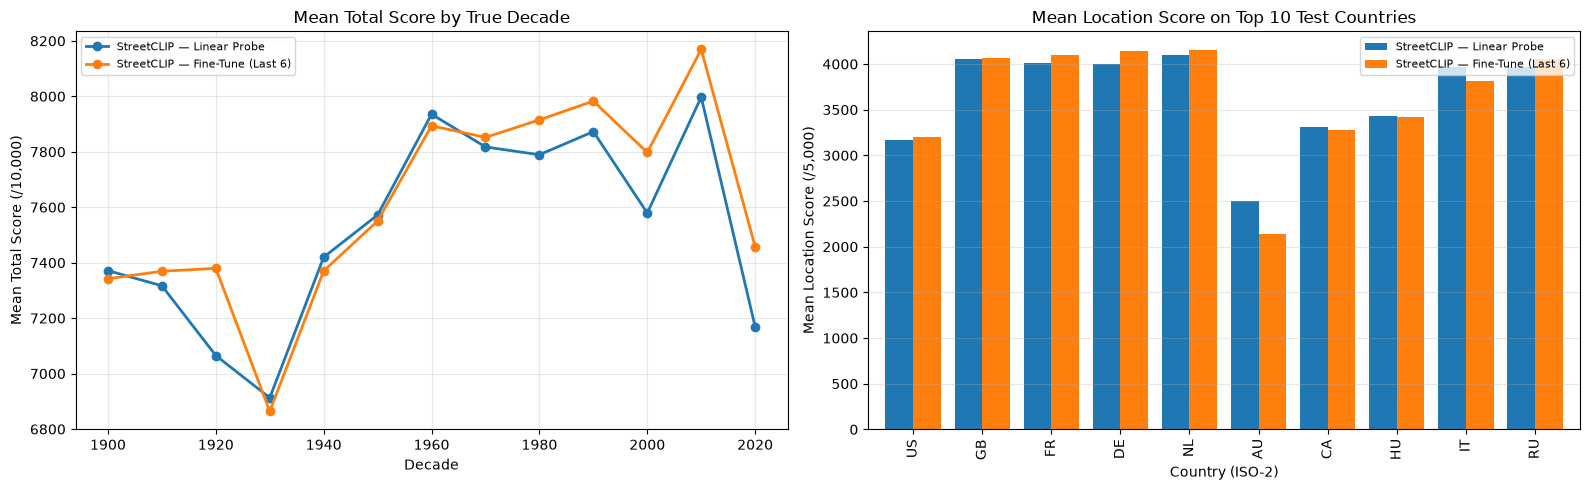 Mean Total Score by True Decade
StreetCLIP — Linear Probe
StreetCLIP — Fine-Tune (Last 6)
Mean Total Score (/10,000)
8200
8000
7800
7600
7400
7200
7000
6800
1900
1920
1940
1960
1980
2000
2020
Decade
Mean Location Score on Top 10 Test Countries
StreetCLIP — Linear Probe
StreetCLIP — Fine-Tune (Last 6)
Mean Location Score (/5,000)
4000
3500
3000
2500
2000
1500
1000
500
0
US
GB
FR
DE
NL
AU
CA
HU
IT
RU
Country (ISO-2)